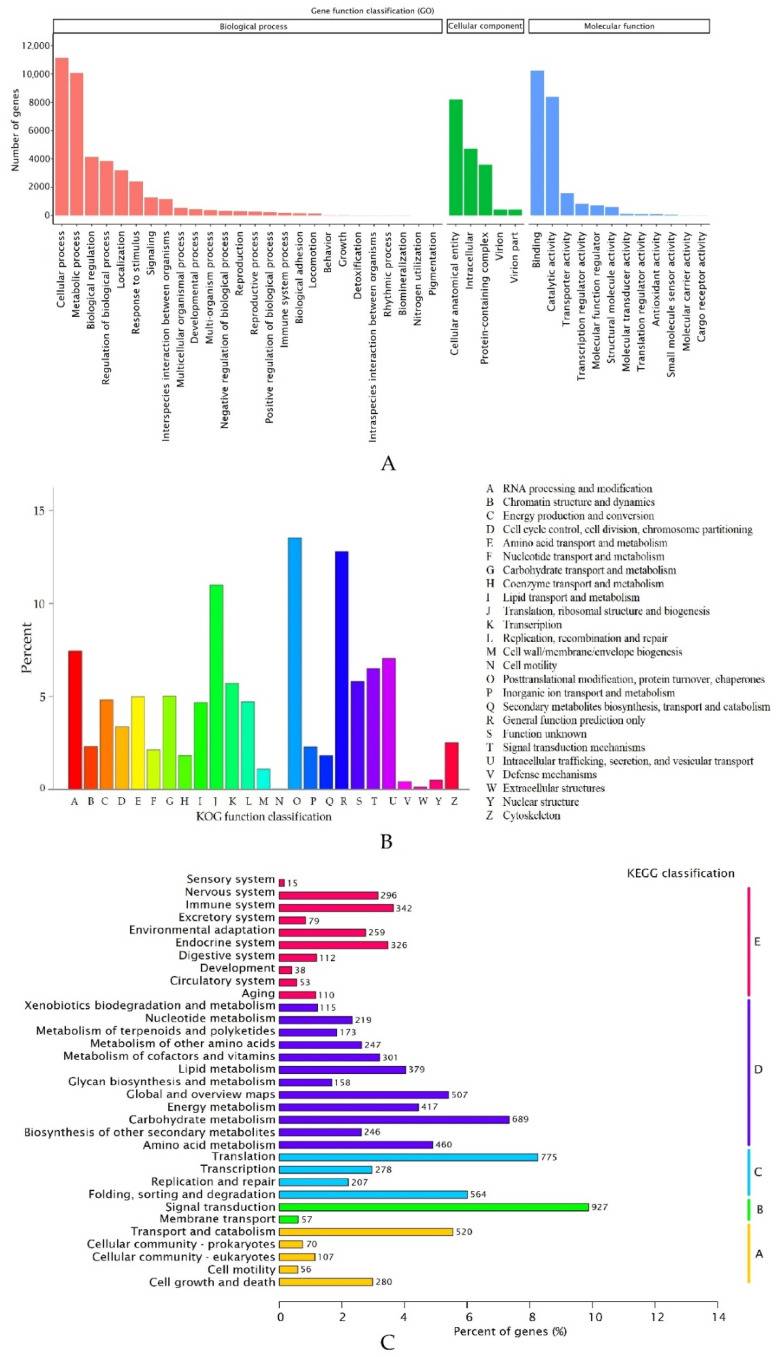 Gene function classification (GO)
Biological process
Cellular component
Molecular function
Number of genes
12,000
10,000
8000
6000
4000
2000
0
Cellular process
Metabolic process
Biological regulation
Regulation of biological process
Localization
Response to stimulus
Signaling
Interspecies interaction between organisms
Multicellular organismal process
Developmental process
Multi-organism process
Negative regulation of biological process
Reproduction
Reproductive process
Positive regulation of biological process
Immune system process
Biological adhesion
Locomotion
Behavior
Growth
Detoxification
Intraspecies interaction between organisms
Rhythmic process
Biomineralization
Nitrogen utilization
Pigmentation
Cellular anatomical entity
Intracellular
Protein-containing complex
Virion
Virion part
Binding
Catalytic activity
Transporter activity
Transcription regulator activity
Molecular function regulator
Structural molecule activity
Molecular transducer activity
Translation regulator activity
Antioxidant activity
Small molecule sensor activity
Molecular carrier activity
Cargo receptor activity
A
Percent
15
10
5
0
A B C D E F G H I J K L M N O P Q R S T U V W Y Z
KOG function classification
A RNA processing and modification
B Chromatin structure and dynamics
C Energy production and conversion
D Cell cycle control, cell division, chromosome partitioning
E Amino acid transport and metabolism
F Nucleotide transport and metabolism
G Carbohydrate transport and metabolism
H Coenzyme transport and metabolism
I Lipid transport and metabolism
J Translation, ribosomal structure and biogenesis
K Transcription
L Replication, recombination and repair
M Cell wall/membrane/envelope biogenesis
N Cell motility
O Posttranslational modification, protein turnover, chaperones
P Inorganic ion transport and metabolism
Q Secondary metabolites biosynthesis, transport and catabolism
R General function prediction only
S Function unknown
T Signal transduction mechanisms
U Intracellular trafficking, secretion, and vesicular transport
V Defense mechanisms
W Extracellular structures
Y Nuclear structure
Z Cytoskeleton
B
KEGG classification
Sensory system 15
Nervous system 296
Immune system 342
Excretory system 79
Environmental adaptation 259
Endocrine system 326
Digestive system 112
Development 38
Circulatory system 53
Aging 110
Xenobiotics biodegradation and metabolism 115
Nucleotide metabolism 219
Metabolism of terpenoids and polyketides 173
Metabolism of other amino acids 247
Metabolism of cofactors and vitamins 301
Lipid metabolism 379
Glycan biosynthesis and metabolism 158
Global and overview maps 507
Energy metabolism 417
Carbohydrate metabolism 689
Biosynthesis of other secondary metabolites 246
Amino acid metabolism 460
Translation 775
Transcription 278
Replication and repair 207
Folding, sorting and degradation 564
Signal transduction 927
Membrane transport 57
Transport and catabolism 520
Cellular community - prokaryotes 70
Cellular community - eukaryotes 107
Cell motility 56
Cell growth and death 280
E
D
C
B
A
0 2 4 6 8 10 12 14
Percent of genes (%)
C